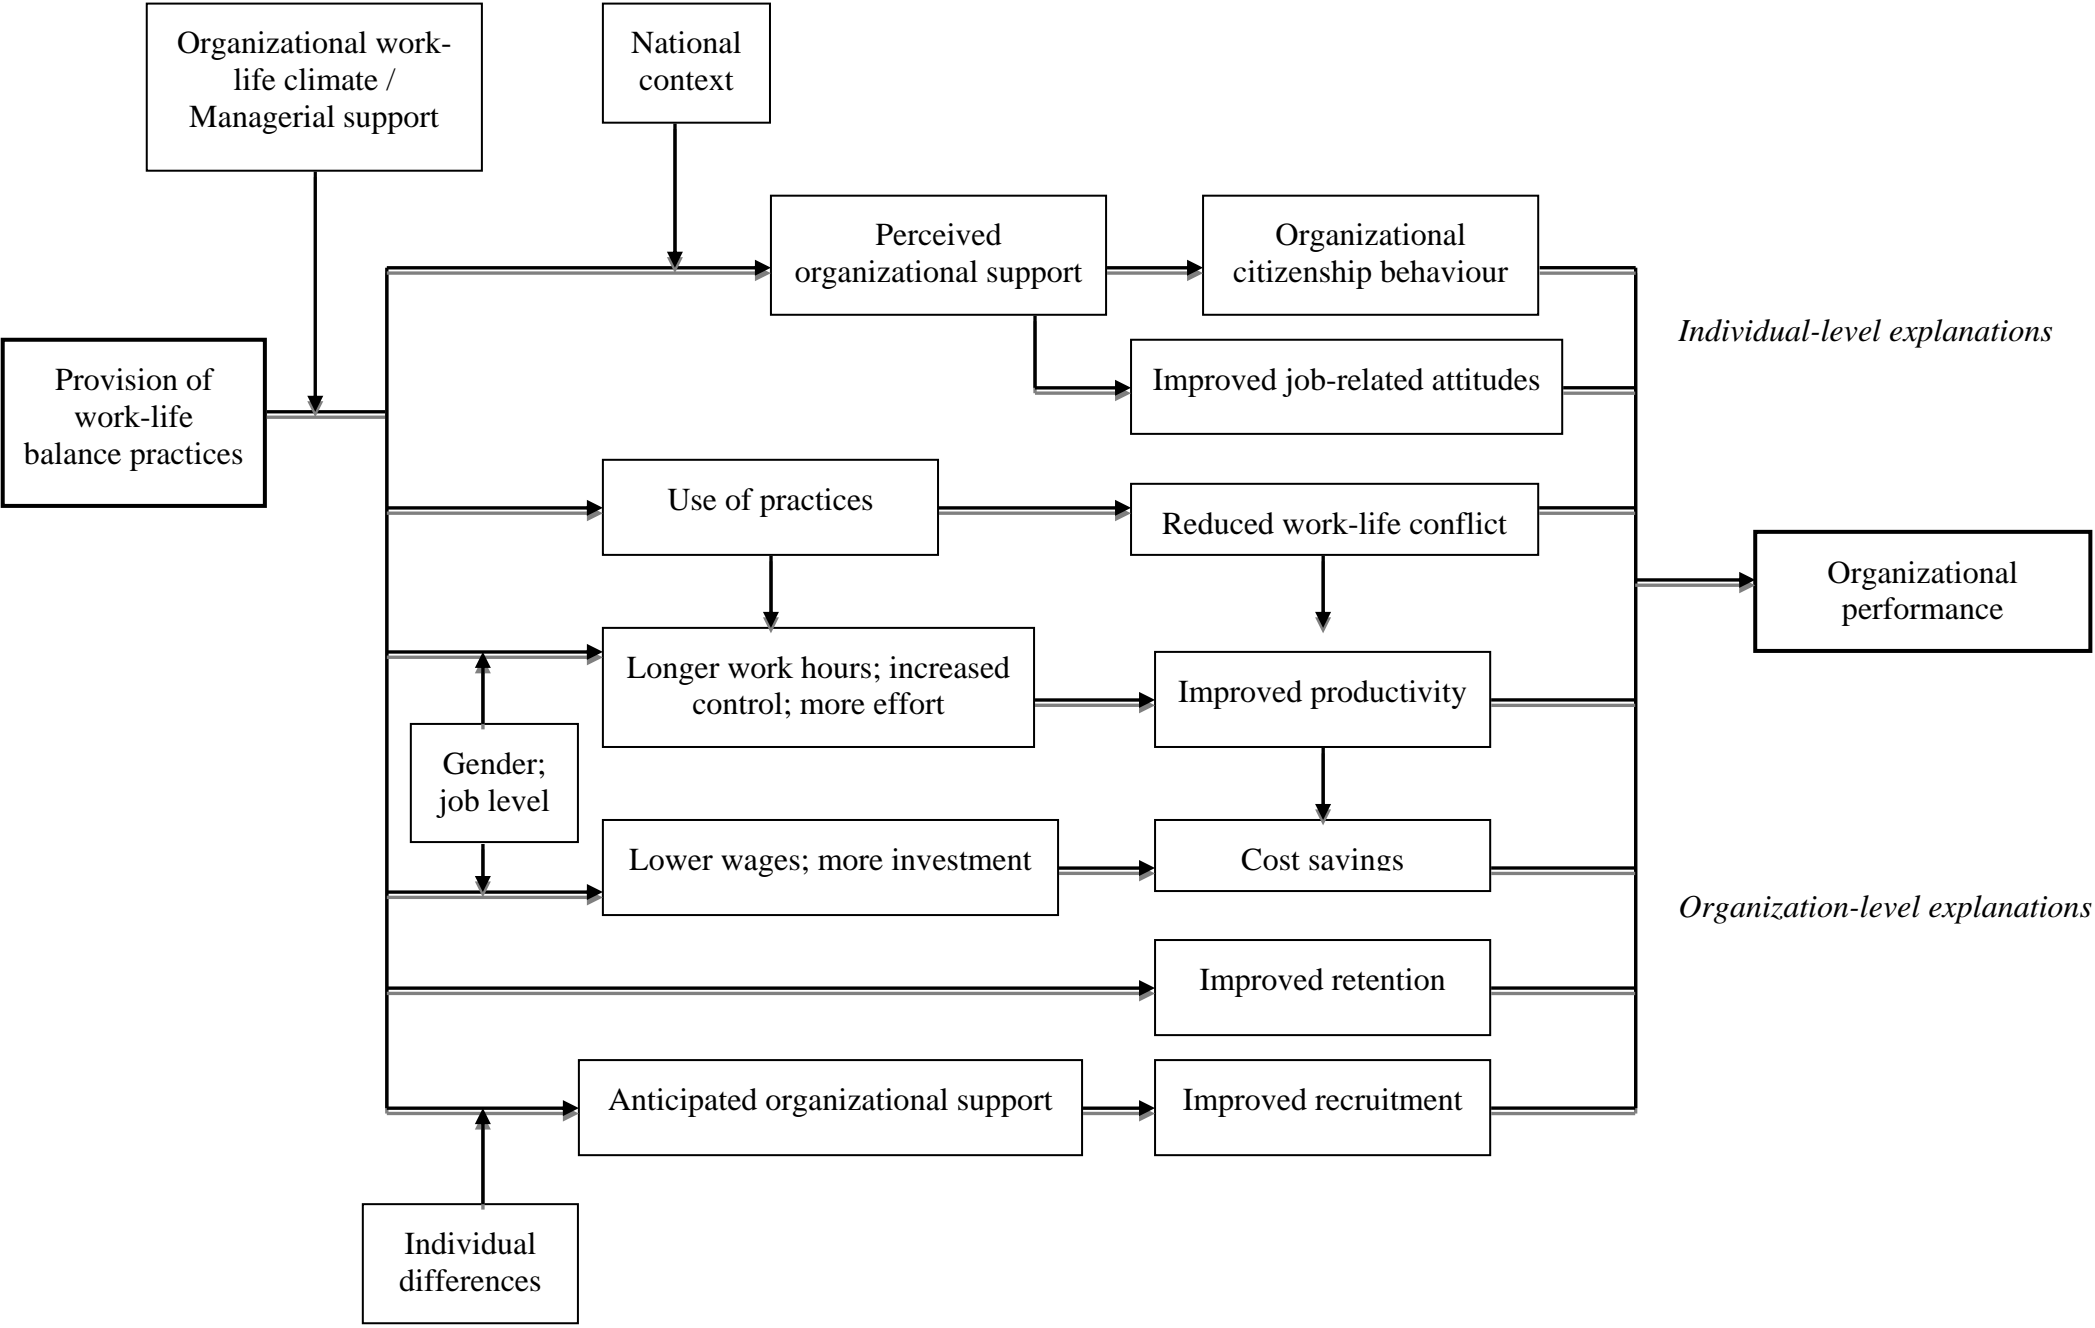 Organizational work-
life climate /
Managerial support
National
context
Perceived
organizational support
Organizational
citizenship behaviour
Individual-level explanations
Provision of
work-life
balance practices
Improved job-related attitudes
Use of practices
Reduced work-life conflict
Organizational
performance
Longer work hours; increased
control; more effort
Improved productivity
Gender;
job level
Lower wages; more investment
Cost savings
Organization-level explanations
Improved retention
Anticipated organizational support
Improved recruitment
Individual
differences